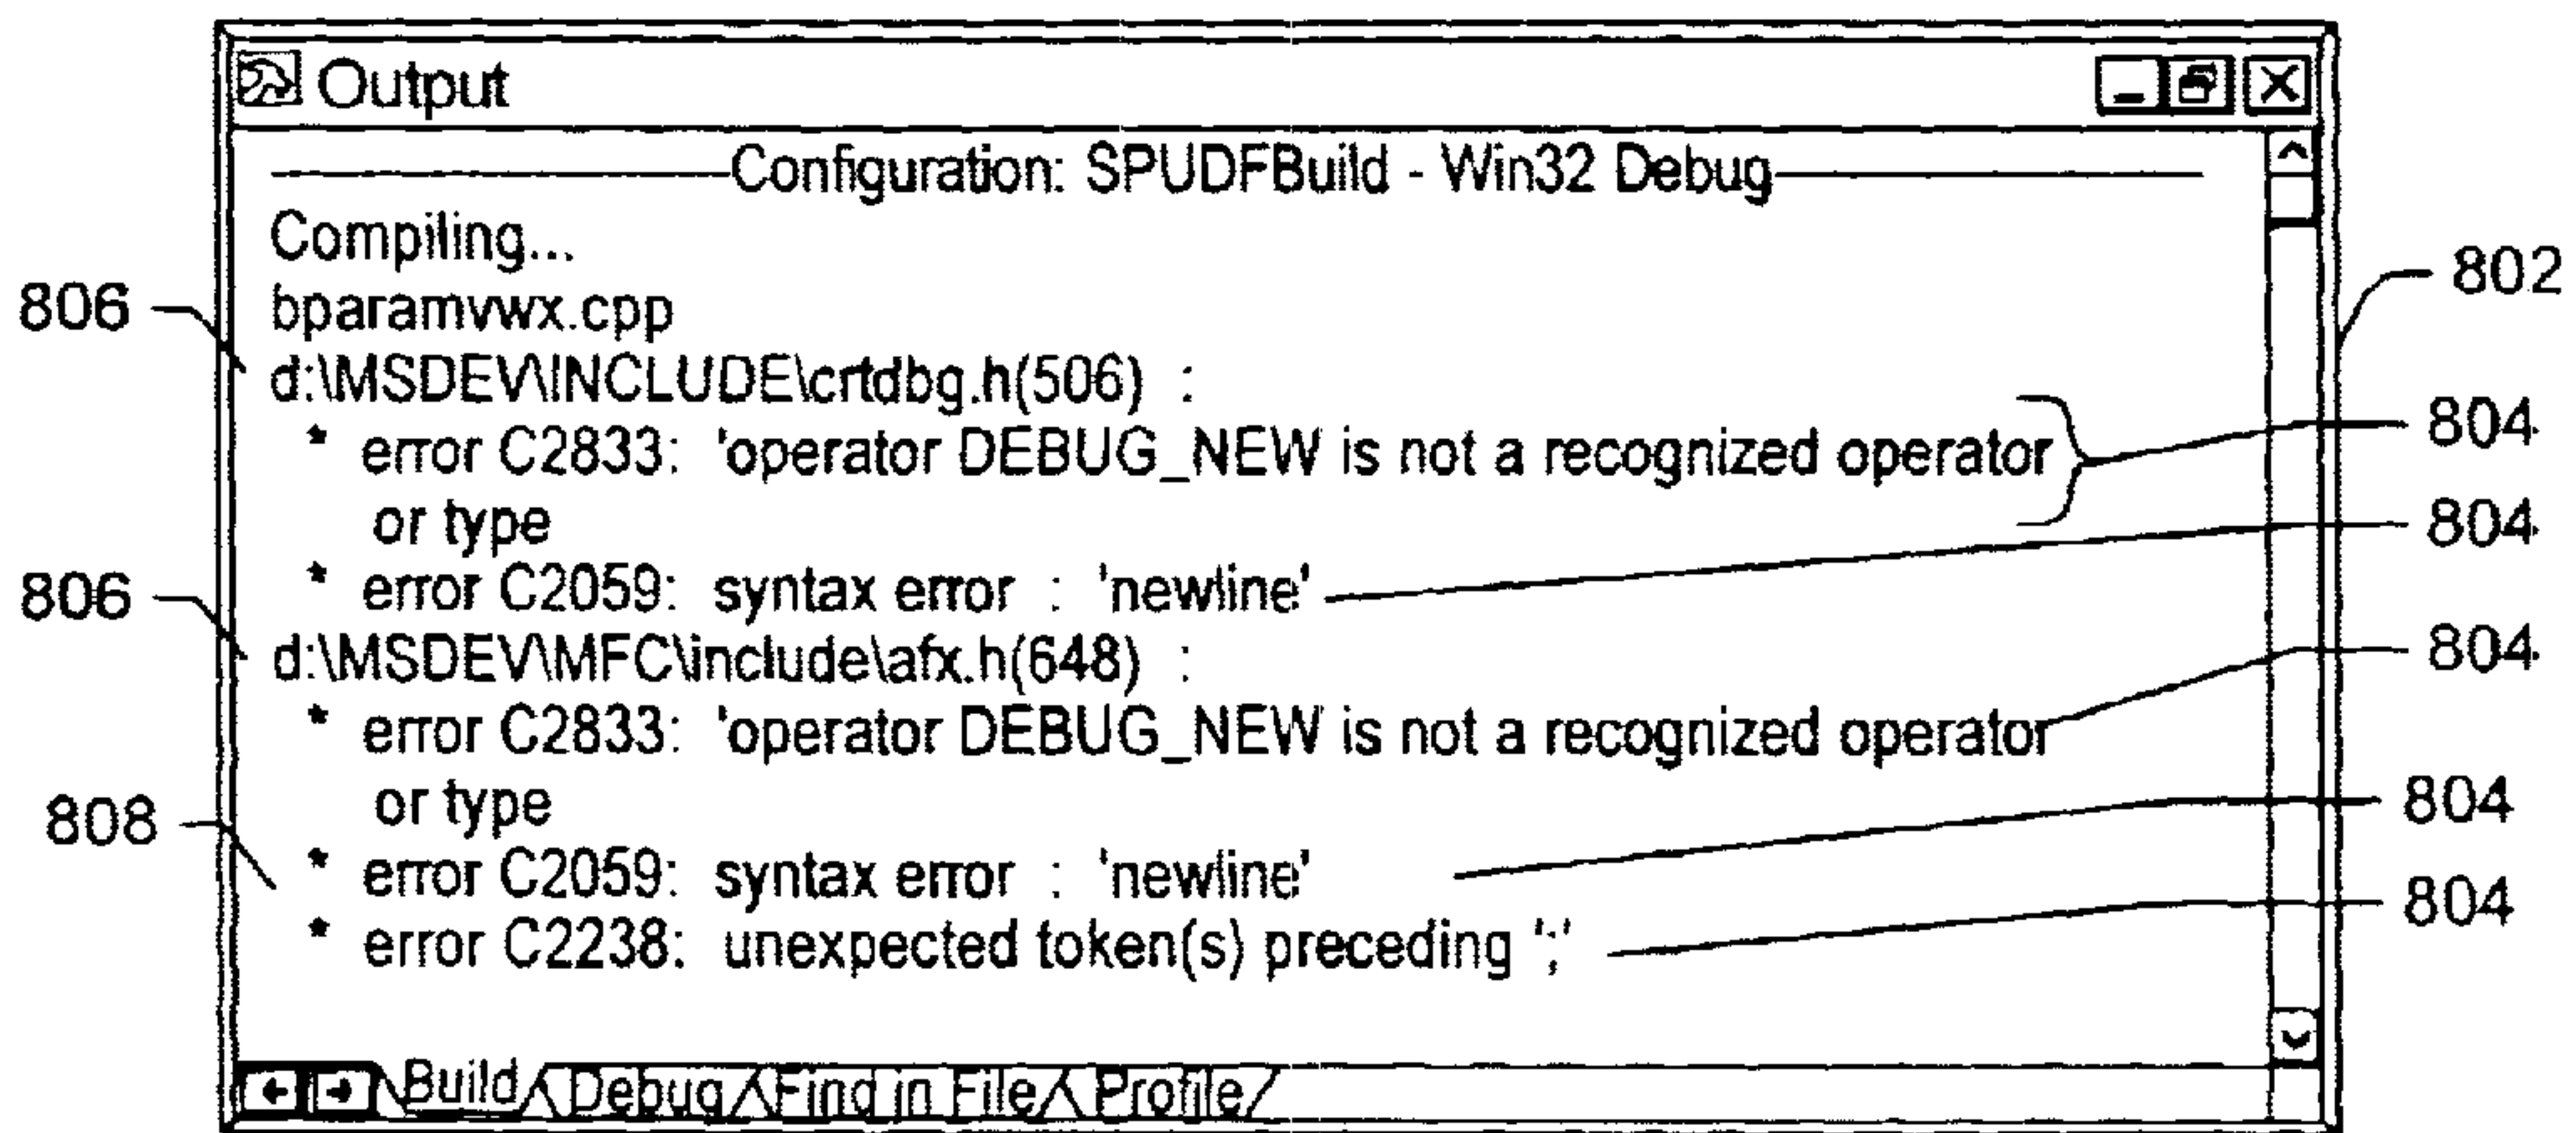 Output
Configuration: SPUDFBuild - Win32 Debug
Compiling...
802
806
bparamvwx.cpp
d:\MSDEV\INCLUDE\crtdbg.h(506) :
* error C2833: 'operator DEBUG_NEW is not a recognized operator
804
or type
804
806
* error C2059: syntax error : 'newline'
d:\MSDEV\MFC\include\afx.h(648) :
804
* error C2833: 'operator DEBUG_NEW is not a recognized operator
or type
804
808
* error C2059: syntax error : 'newline'
804
* error C2238: unexpected token(s) preceding ';'
Build Debug Find in File Profile